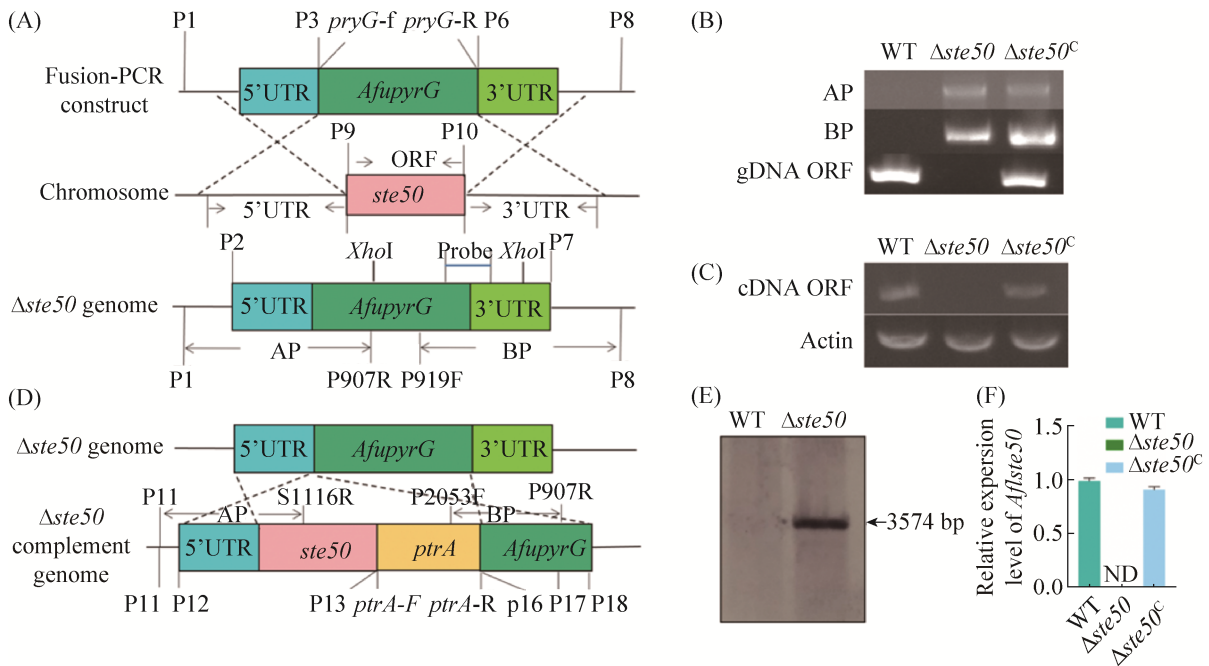 (A)
P1 P3 pryG-f pryG-R P6 P8
Fusion-PCR
construct
5’UTR AfupyrG 3’UTR
P9 P10
ORF
Chromosome
ste50
5’UTR 3’UTR
P2 XhoI Probe XhoI P7
Δste50 genome
5’UTR AfupyrG 3’UTR
AP BP
P1 P907R P919F P8
(B)
WT Δste50 Δste50C
AP
BP
gDNA ORF
(C)
WT Δste50 Δste50C
cDNA ORF
Actin
(D)
Δste50 genome
5’UTR AfupyrG 3’UTR
P11 S1116R P2053F P907R
AP BP
Δste50
complement
genome
5’UTR ste50 ptrA AfupyrG
P11 P12 P13 ptrA-F ptrA-R p16 P17 P18
(E)
WT Δste50
3574 bp
(F)
Relative expersion
level of Aflste50
1.5
1.0
0.5
0.0
WT
Δste50
Δste50C
ND
WT
Δste50
Δste50C